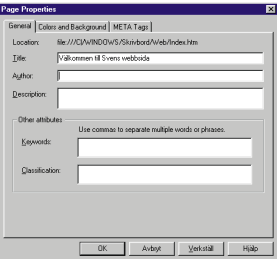 Page Properties
General Colors and Background META Tags
Location: file:///C|/WINDOWS/Skrivbord/Web/Index.htm
Title: Välkommen till Svens webbsida
Author:
Description:
Other attributes
Use commas to separate multiple words or phrases.
Keywords:
Classification:
OK Avbryt Verkställ Hjälp